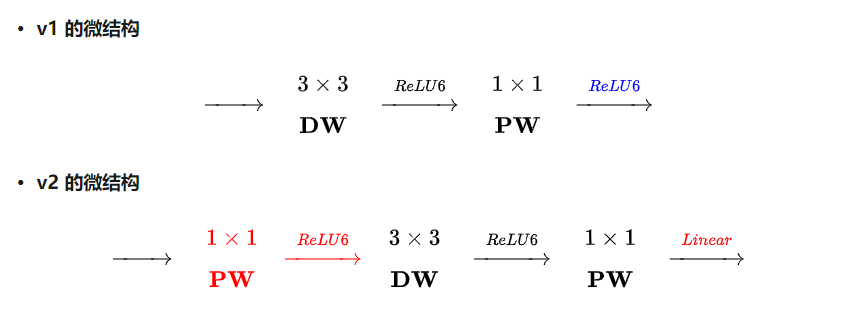 • v1 的微结构
3 × 3 ReLU6 1 × 1 ReLU6
DW PW
• v2 的微结构
1 × 1 ReLU6 3 × 3 ReLU6 1 × 1 Linear
PW DW PW